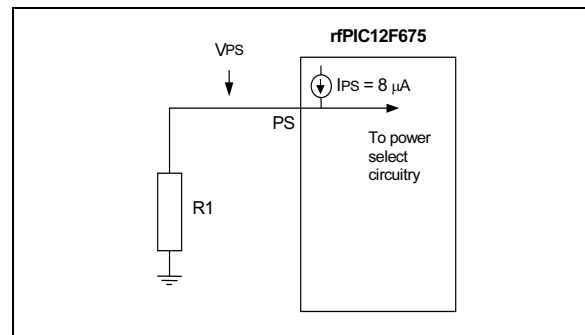 rfPIC12F675
VPS
IPS = 8 μA
PS
To power
select
circuitry
R1